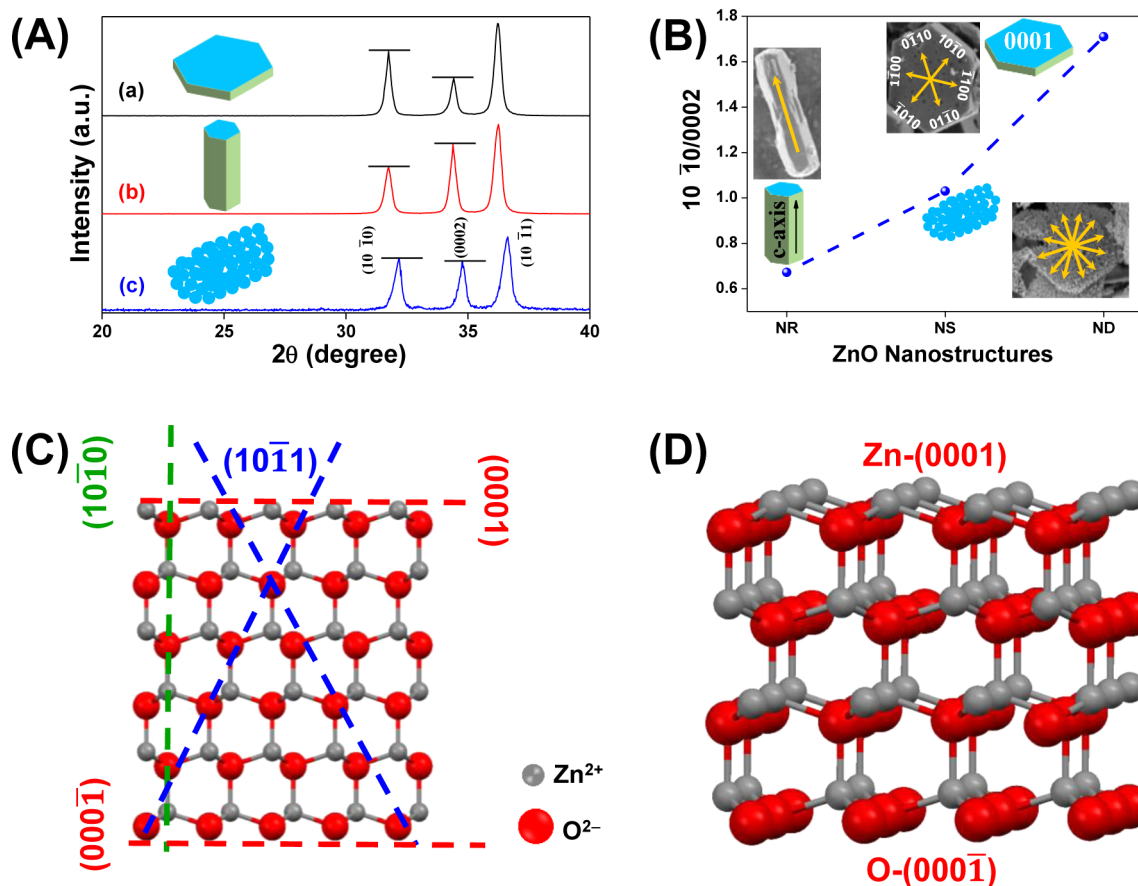 (A)
Intensity (a.u.)
(a)
(b)
(c)
(10 1̄0)
(0002)
(10 1̄1)
20
25
30
35
40
2θ (degree)
(B)
10 1̄0/0002
1.8
1.6
1.4
1.2
1.0
0.8
0.6
01̄10
101̄0
1̄100
11̄00
1̄010
011̄0
0001
c-axis
NR
NS
ND
ZnO Nanostructures
(C)
(101̄0)
(101̄1)
(0001)
(0001̄)
Zn²⁺
O²⁻
(D)
Zn-(0001)
O-(0001̄)